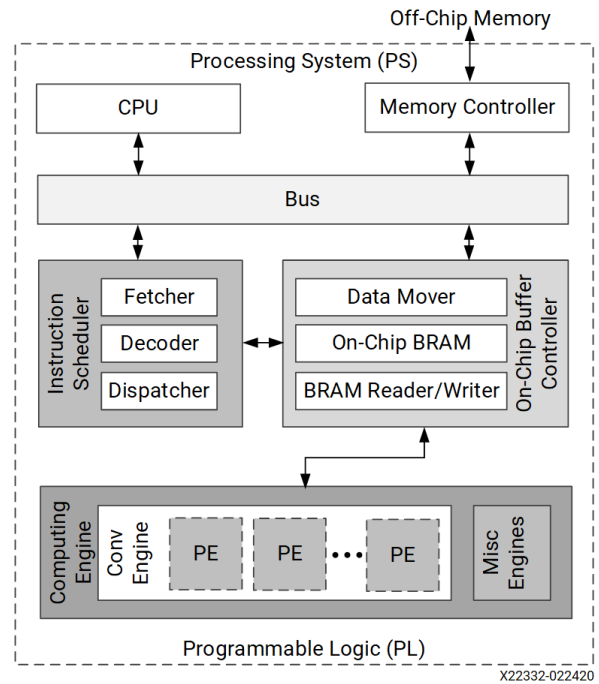 Off-Chip Memory
Processing System (PS)
CPU
Memory Controller
Bus
Instruction
Scheduler
Fetcher
Decoder
Dispatcher
Data Mover
On-Chip BRAM
BRAM Reader/Writer
On-Chip Buffer
Controller
Computing
Engine
Conv
Engine
PE
PE
PE
Misc
Engines
Programmable Logic (PL)
X22332-022420